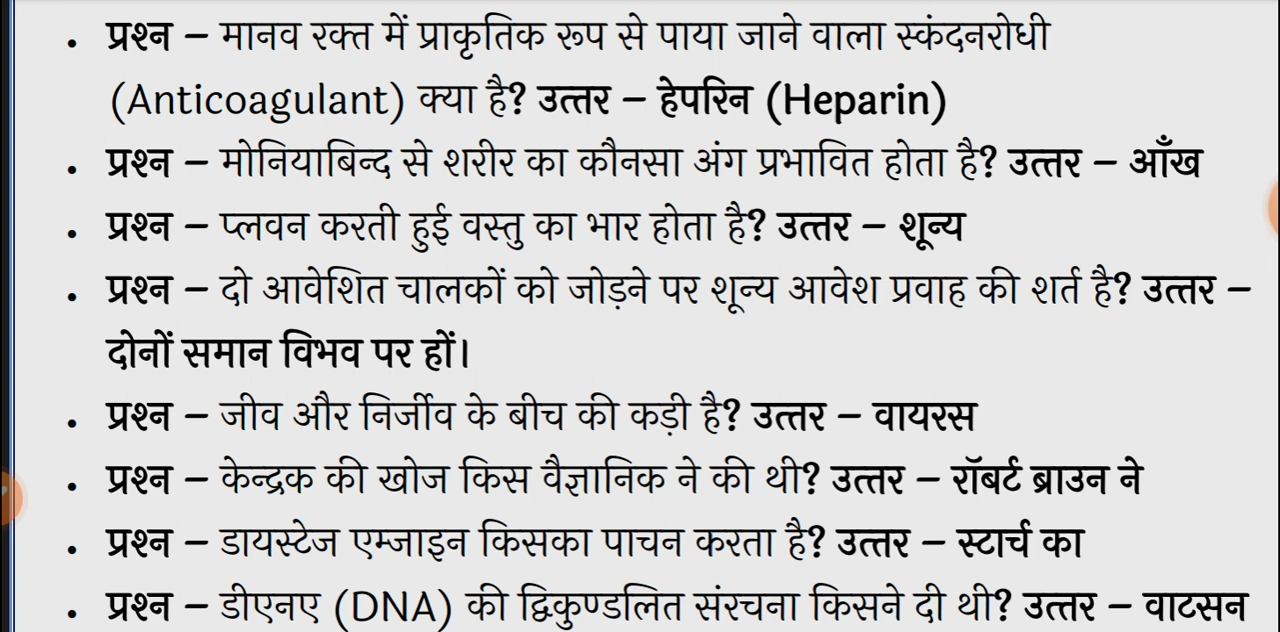 • प्रश्न – मानव रक्त में प्राकृतिक रूप से पाया जाने वाला स्कंदनरोधी
(Anticoagulant) क्या है? उत्तर – हेपरिन (Heparin)
• प्रश्न – मोनियाबिन्द से शरीर का कौनसा अंग प्रभावित होता है? उत्तर – आँख
• प्रश्न – प्लवन करती हुई वस्तु का भार होता है? उत्तर – शून्य
• प्रश्न – दो आवेशित चालकों को जोड़ने पर शून्य आवेश प्रवाह की शर्त है? उत्तर –
दोनों समान विभव पर हों।
• प्रश्न – जीव और निर्जीव के बीच की कड़ी है? उत्तर – वायरस
• प्रश्न – केन्द्रक की खोज किस वैज्ञानिक ने की थी? उत्तर – रॉबर्ट ब्राउन ने
• प्रश्न – डायस्टेज एम्जाइन किसका पाचन करता है? उत्तर – स्टार्च का
• प्रश्न – डीएनए (DNA) की द्विकुण्डलित संरचना किसने दी थी? उत्तर – वाटसन